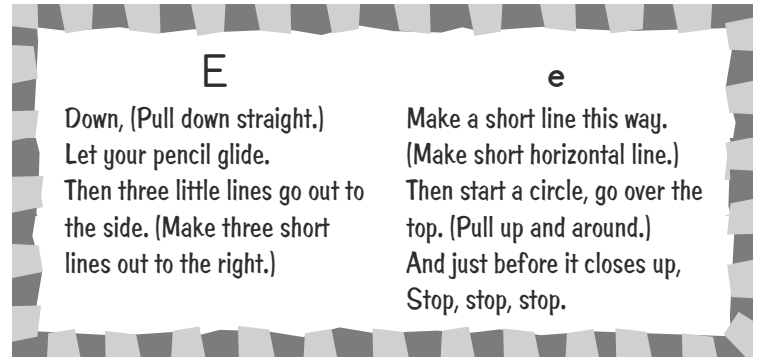 E
Down, (Pull down straight.)
Let your pencil glide.
Then three little lines go out to
the side. (Make three short
lines out to the right.)
e
Make a short line this way.
(Make short horizontal line.)
Then start a circle, go over the
top. (Pull up and around.)
And just before it closes up,
Stop, stop, stop.